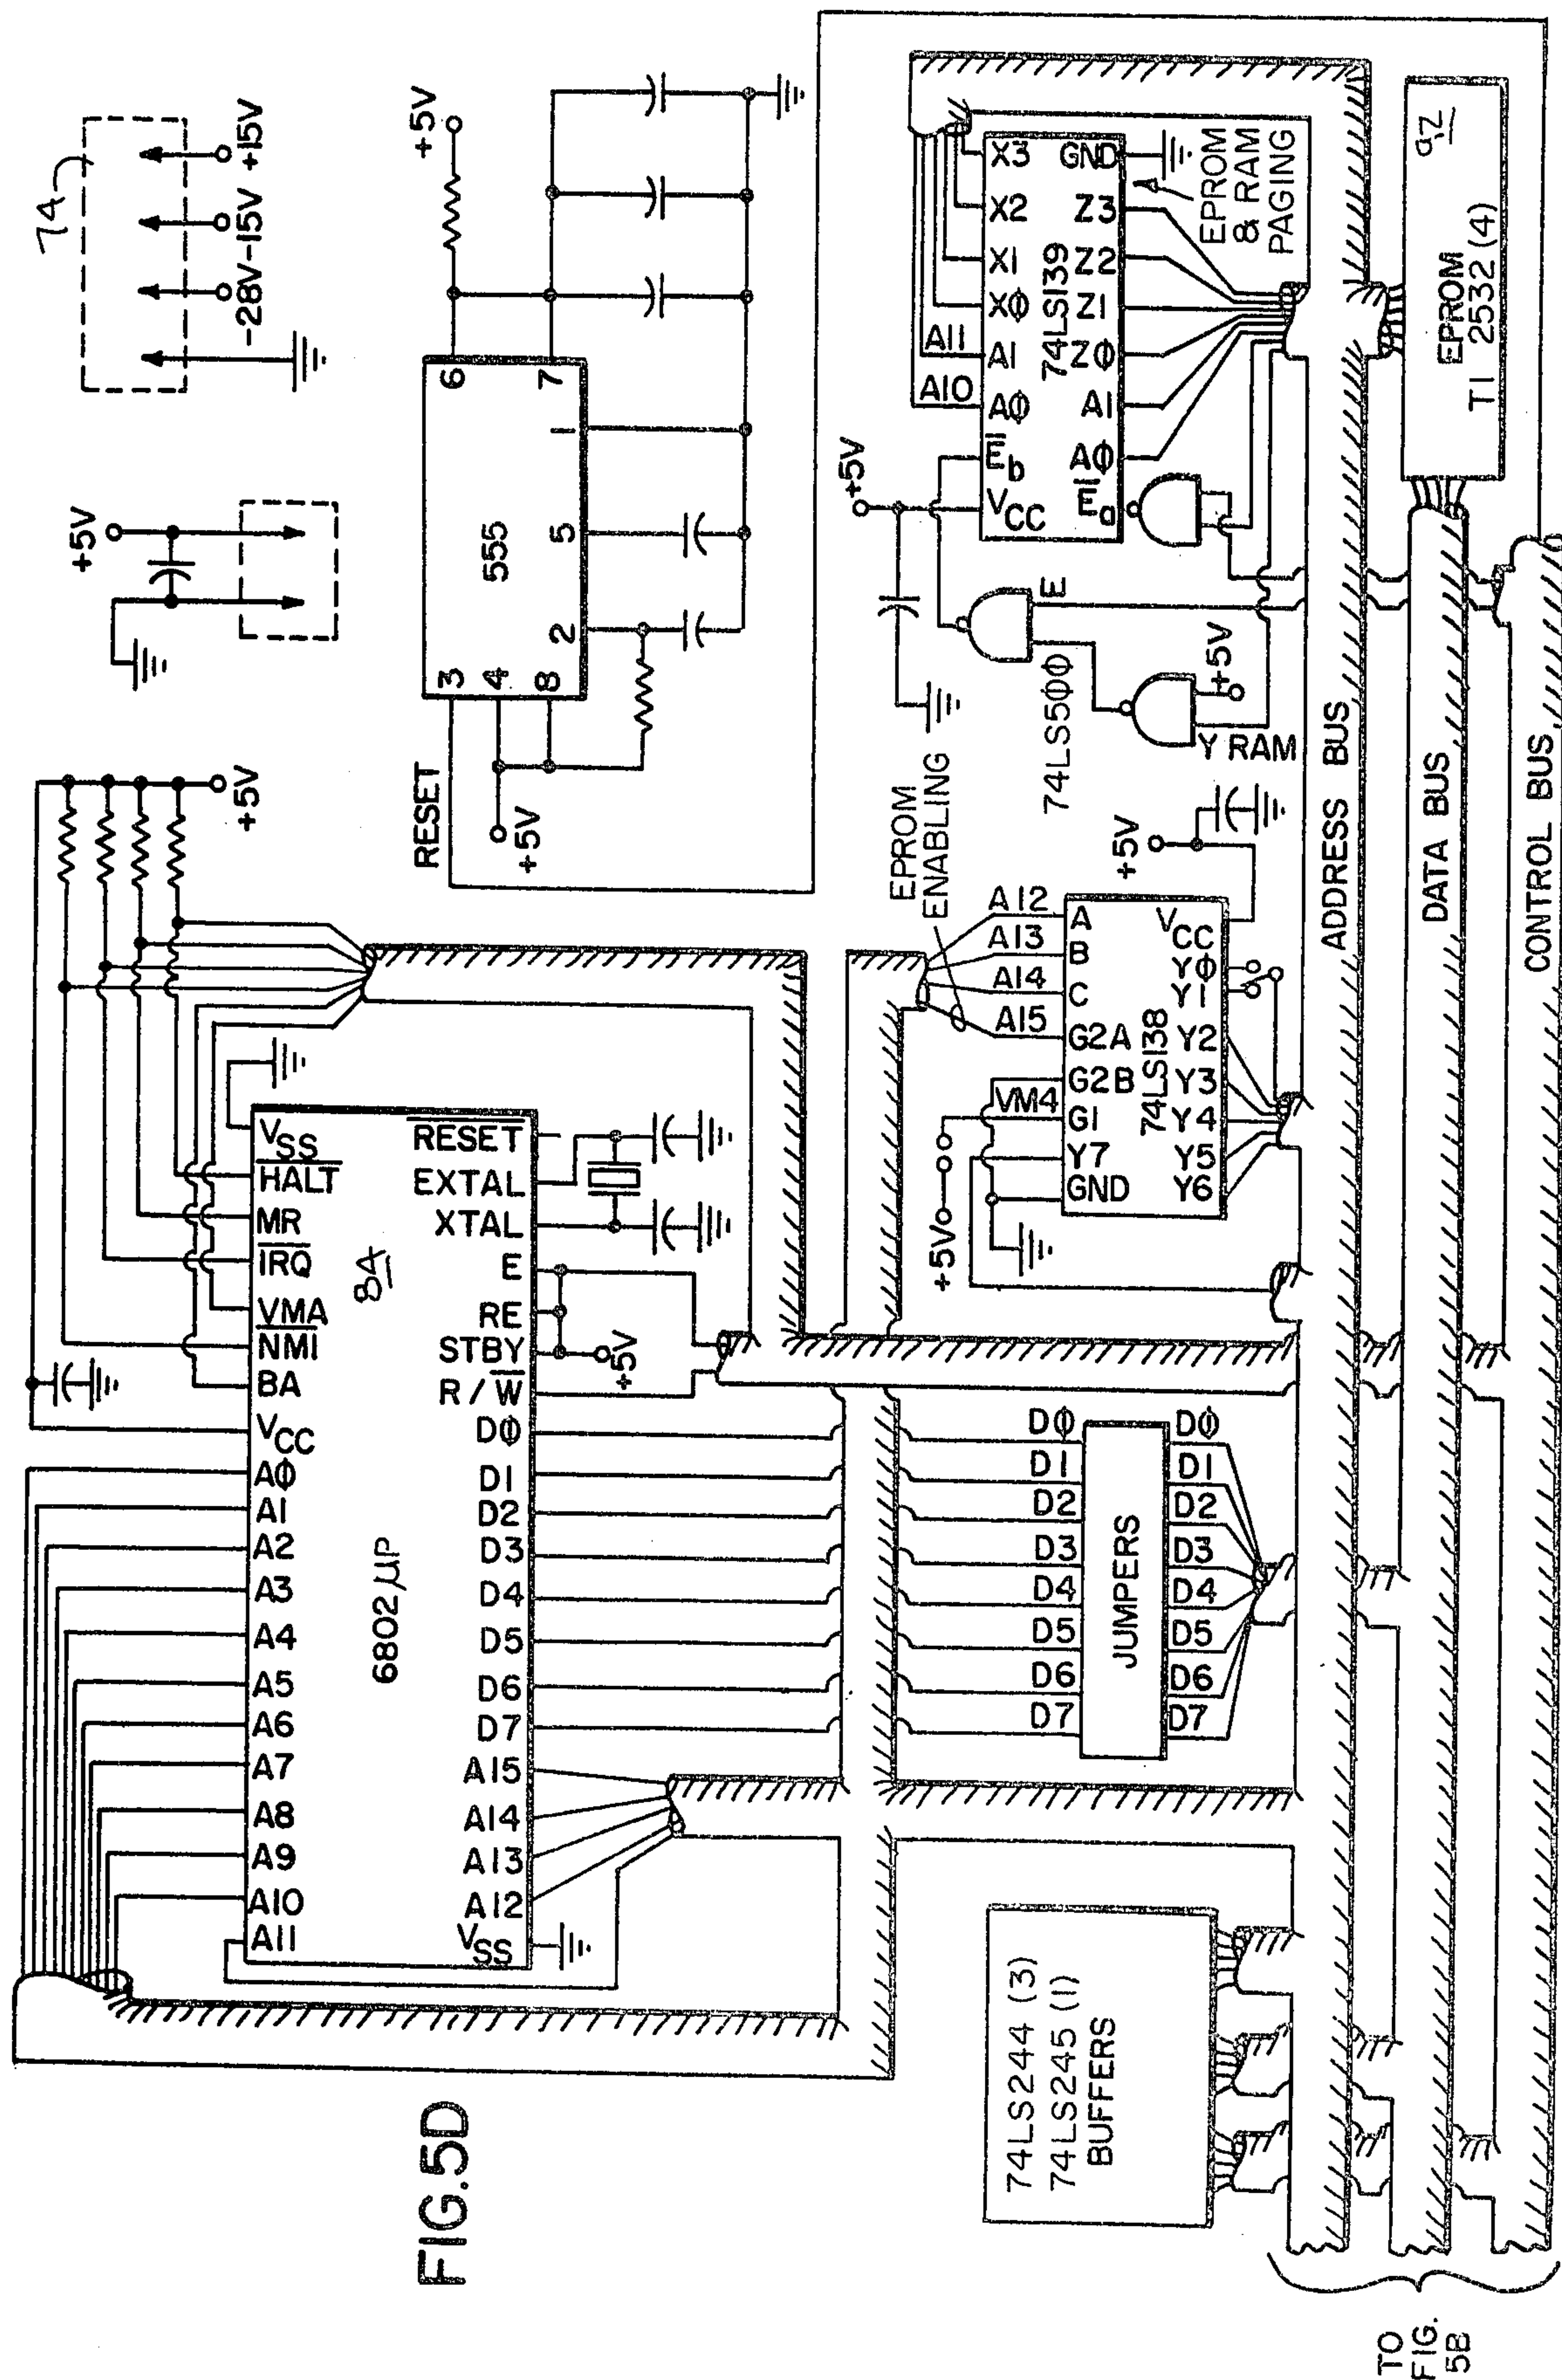 FIG.5D
74
-28V
-15V
+15V
+5V
+5V
+5V
RESET
+5V
3
4
8
2
5
1
6
7
555
VSS
HALT
MR
IRQ
VMA
NMI
BA
VCC
AΦ
A1
A2
A3
A4
A5
A6
A7
A8
A9
A10
A11
84
6802 µP
RESET
EXTAL
XTAL
E
RE
STBY
+5V
R/W
DΦ
D1
D2
D3
D4
D5
D6
D7
A15
A14
A13
A12
VSS
DΦ
D1
D2
D3
D4
D5
D6
D7
JUMPERS
DΦ
D1
D2
D3
D4
D5
D6
D7
74LS244 (3)
74LS245 (1)
BUFFERS
EPROM
ENABLING
A12
A13
A14
A15
VM4
+5V
A
B
C
G2A
G2B
G1
Y7
GND
74LS138
VCC
YΦ
Y1
Y2
Y3
Y4
Y5
Y6
+5V
74LS5ΦΦ
E
Y RAM
+5V
+5V
A10
A11
VCC
Eb
AΦ
A1
XΦ
X1
X2
X3
74LS139
Ea
AΦ
A1
ZΦ
Z1
Z2
Z3
GND
EPROM
& RAM
PAGING
ADDRESS BUS
DATA BUS
CONTROL BUS
EPROM
TI 2532 (4)
TO
FIG.
5B